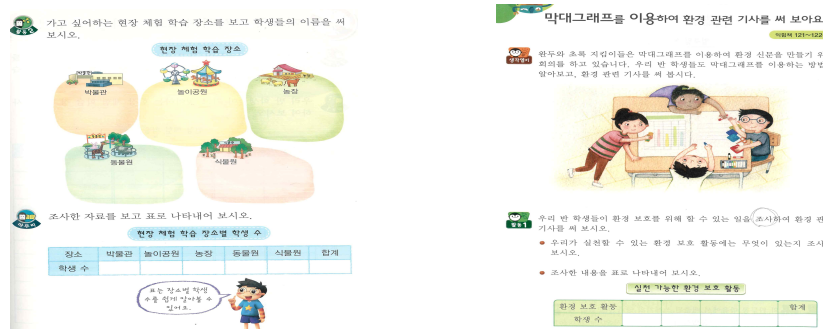 가고 싶어하는 현장 체험 학습 장소를 보고 학생들의 이름을 써
보시오.
현장 체험 학습 장소
박물관
놀이공원
농장
동물원
식물원
조사한 자료를 보고 표로 나타내어 보시오.
현장 체험 학습 장소별 학생 수
장소 박물관 놀이공원 농장 동물원 식물원 합계
학생 수
표는 장소별 학생
수를 쉽게 알아볼 수
있어요.
막대그래프를 이용하여 환경 관련 기사를 써 보아요
익힘책 121~122
생각열기
완두와 초록 지킴이들은 막대그래프를 이용하여 환경 신문을 만들기 위
회의를 하고 있습니다. 우리 반 학생들도 막대그래프를 이용하는 방법
알아보고, 환경 관련 기사를 써 봅시다.
활동1
우리 반 학생들이 환경 보호를 위해 할 수 있는 일을 조사하여 환경 관
기사를 써 보시오.
우리가 실천할 수 있는 환경 보호 활동에는 무엇이 있는지 조사
보시오.
조사한 내용을 표로 나타내어 보시오.
실천 가능한 환경 보호 활동
환경 보호 활동 합계
학생 수